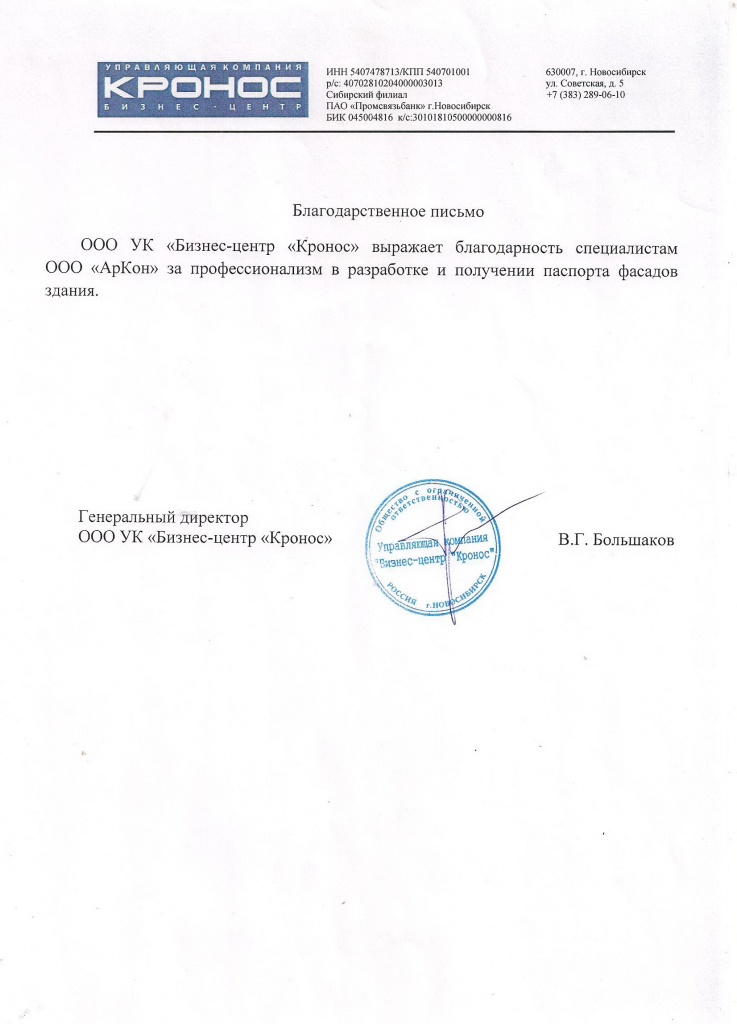 УПРАВЛЯЮЩАЯ КОМПАНИЯ
КРОНОС
БИЗНЕС-ЦЕНТР
ИНН 5407478713/КПП 540701001
р/с: 40702810204000003013
Сибирский филиал
ПАО «Промсвязьбанк» г.Новосибирск
БИК 045004816 к/с:30101810500000000816
630007, г. Новосибирск
ул. Советская, д. 5
+7 (383) 289-06-10
Благодарственное письмо
ООО УК «Бизнес-центр «Кронос» выражает благодарность специалистам
ООО «АрКон» за профессионализм в разработке и получении паспорта фасадов
здания.
Генеральный директор
ООО УК «Бизнес-центр «Кронос»
Общество с ограниченной
ответственностью
Управляющая компания
"Бизнес-центр "Кронос"
РОССИЯ г.НОВОСИБИРСК
В.Г. Большаков